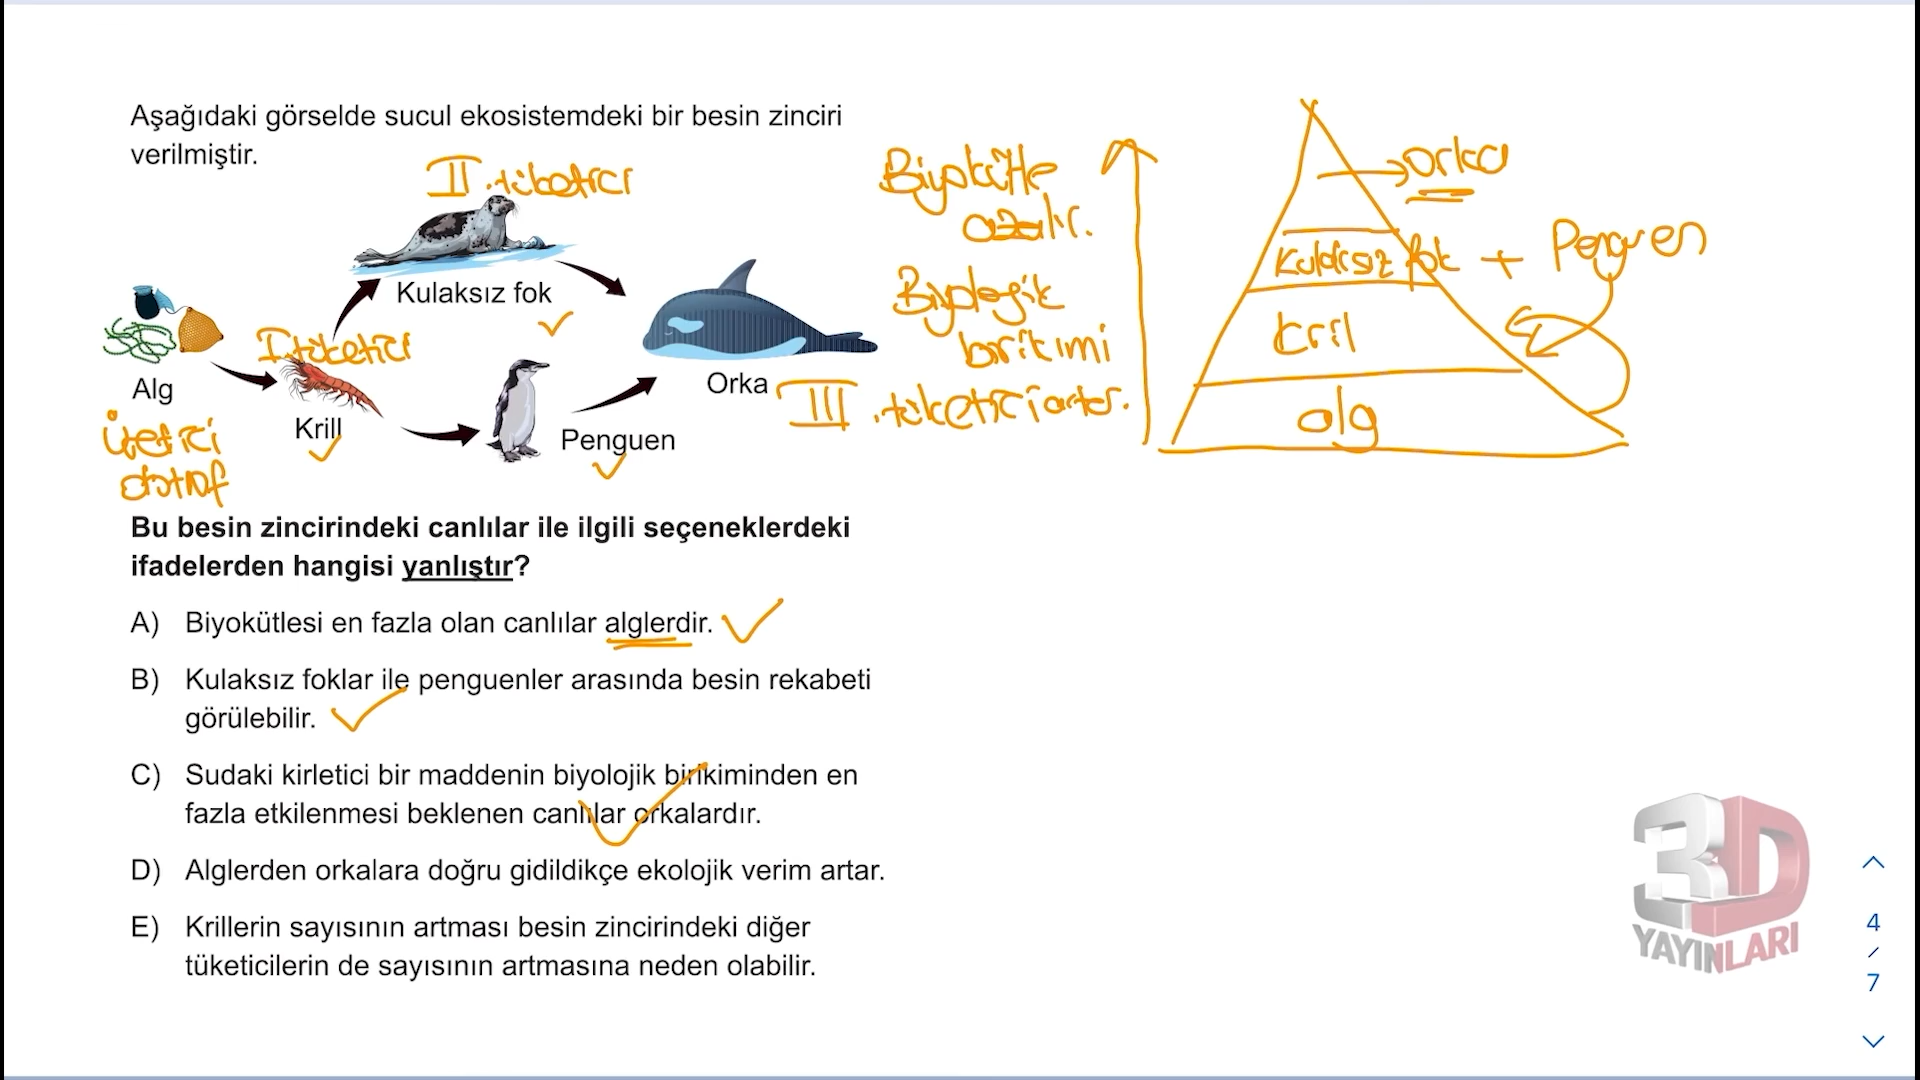 Aşağıdaki görselde sucul ekosistemdeki bir besin zinciri
verilmiştir.
II. tüketici
Kulaksız fok
Alg
I tüketici
Krill
Penguen
Orka
III. tüketici
Üretici
Biyokütle
azalır.
Biyolojik
birikimi
artar.
orka
Kulaksız fok + Penguen
kril
alg
Bu besin zincirindeki canlılar ile ilgili seçeneklerdeki
ifadelerden hangisi yanlıştır?
A) Biyokütlesi en fazla olan canlılar alglerdir.
B) Kulaksız foklar ile penguenler arasında besin rekabeti
görülebilir.
C) Sudaki kirletici bir maddenin biyolojik birikiminden en
fazla etkilenmesi beklenen canlılar orkalardır.
D) Alglerden orkalara doğru gidildikçe ekolojik verim artar.
E) Krillerin sayısının artması besin zincirindeki diğer
tüketicilerin de sayısının artmasına neden olabilir.
3D
YAYINLARI
4
/
7